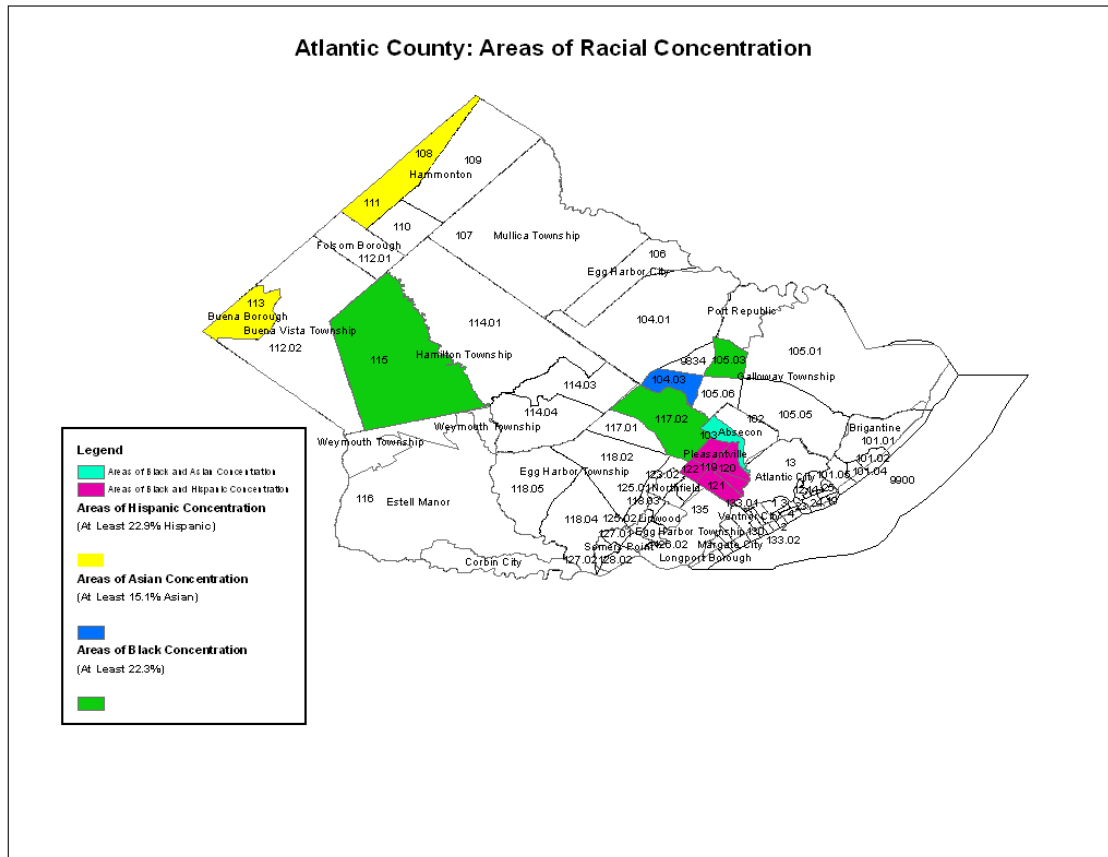 Atlantic County: Areas of Racial Concentration
108
109
Hammonton
111
110
107
Mullica Township
Folsom Borough
112.01
106
Egg Harbor City
113
Buena Borough
Buena Vista Township
112.02
Port Republic
104.01
114.01
105.01
115
Hamilton Township
9834
105.03
Galloway Township
104.03
114.03
105.06
114.04
117.02
102
105.05
Weymouth Township
Weymouth Township
117.01
103
Absecon
Brigantine
101.01
Pleasantville
118.02
13
101.02
122
119
120
Egg Harbor Township
123.02
Atlantic City
101.05
101.04
9900
116
Estell Manor
118.05
125.01
Northfield
121
118.03
135
133.01
118.04
125.02
Linwood
Ventnor City
127.01
Egg Harbor Township
130
2
133.02
Somers Point
126.02
Margate City
127.02
128.02
Longport Borough
Corbin City
Legend
Areas of Black and Asian Concentration
Areas of Black and Hispanic Concentration
Areas of Hispanic Concentration
(At Least 22.9% Hispanic)
Areas of Asian Concentration
(At Least 15.1% Asian)
Areas of Black Concentration
(At Least 22.3%)